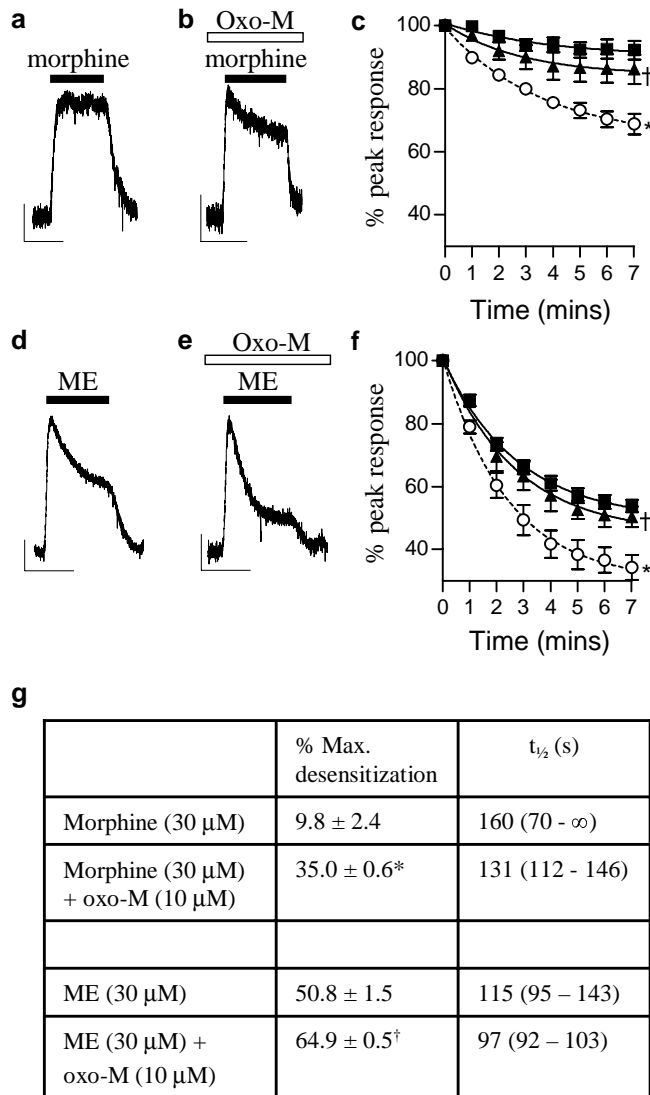 a
morphine
b
Oxo-M
morphine
c
% peak response
100
80
60
40
†
*
0 1 2 3 4 5 6 7
Time (mins)
d
ME
e
Oxo-M
ME
f
% peak response
100
80
60
40
†
*
0 1 2 3 4 5 6 7
Time (mins)
g
% Max.
desensitization
t½ (s)
Morphine (30 μM)
9.8 ± 2.4
160 (70 - ∞)
Morphine (30 μM)
+ oxo-M (10 μM)
35.0 ± 0.6*
131 (112 - 146)
ME (30 μM)
50.8 ± 1.5
115 (95 – 143)
ME (30 μM) +
oxo-M (10 μM)
64.9 ± 0.5†
97 (92 – 103)